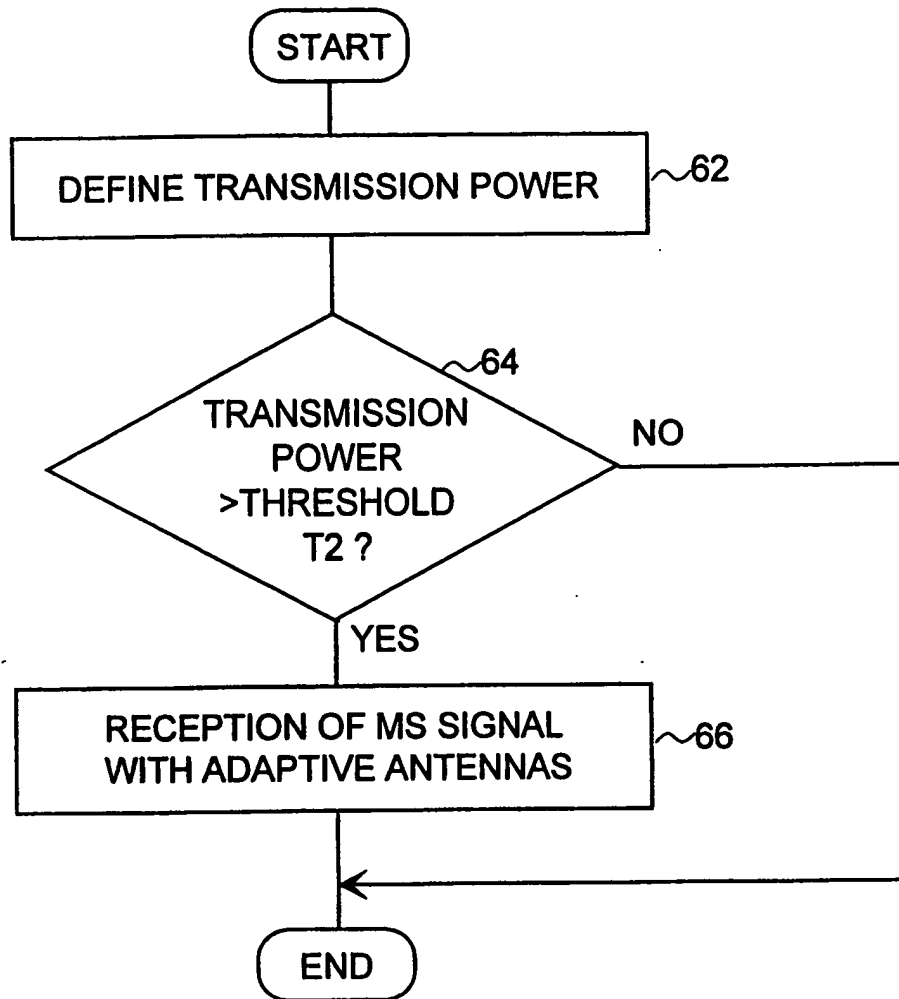 START
DEFINE TRANSMISSION POWER
62
64
TRANSMISSION
POWER
>THRESHOLD
T2 ?
NO
YES
RECEPTION OF MS SIGNAL
WITH ADAPTIVE ANTENNAS
66
END